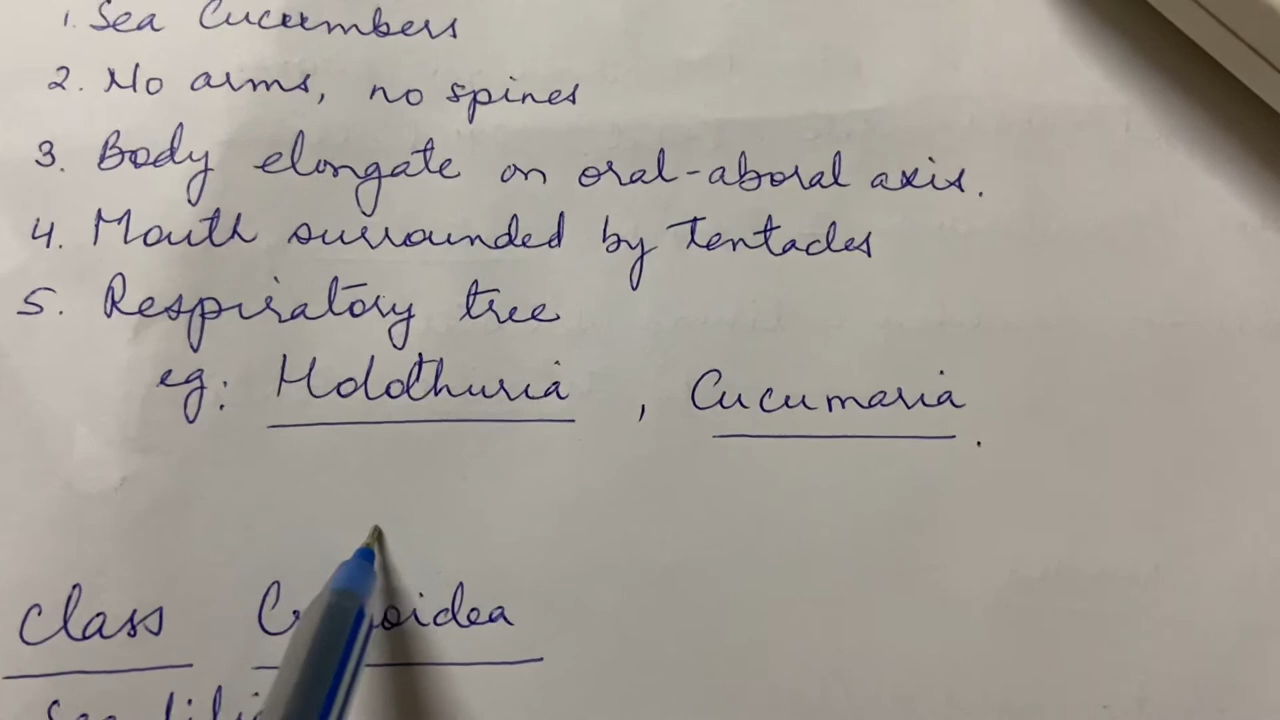 1. Sea Cucumbers
2. No arms, no spines
3. Body elongate on oral-aboral axis.
4. Mouth surrounded by tentacles
5. Respiratory tree
eg: Holothuria, Cucumaria.
Class
Sea